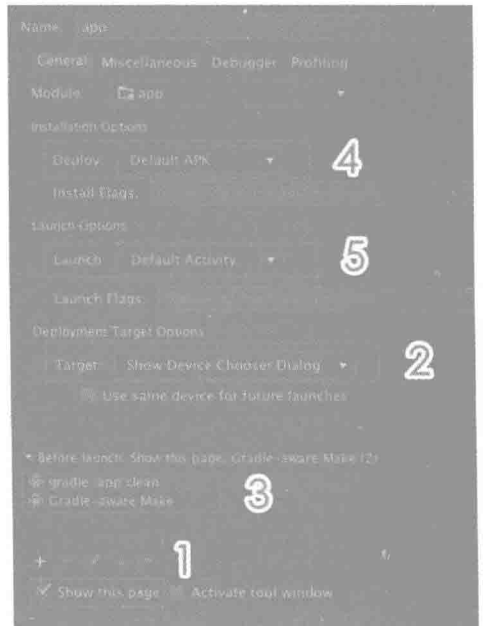 Name: app
General Miscellaneous Debugger Profiling
Module: app
Installation Options
Deploy: Default APK 4
Install Flags:
Launch Options
Launch: Default Activity 5
Launch Flags:
Deployment Target Options
Target: Show Device Chooser Dialog 2
Use same device for future launches
Before launch: Show this page, Gradle-aware Make (2)
gradle :app:clean
Gradle-aware Make 3
1
Show this page Activate tool window